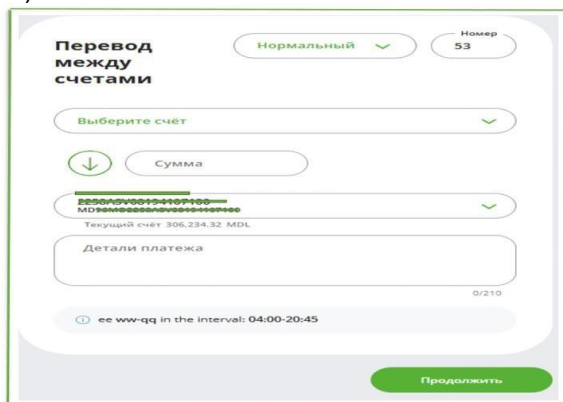 Перевод
между
счетами
Нормальный
Номер
53
Выберите счёт
Сумма
Текущий счёт 306,234.32 MDL
Детали платежа
0/210
ee ww-qq in the interval: 04:00-20:45
Продолжить